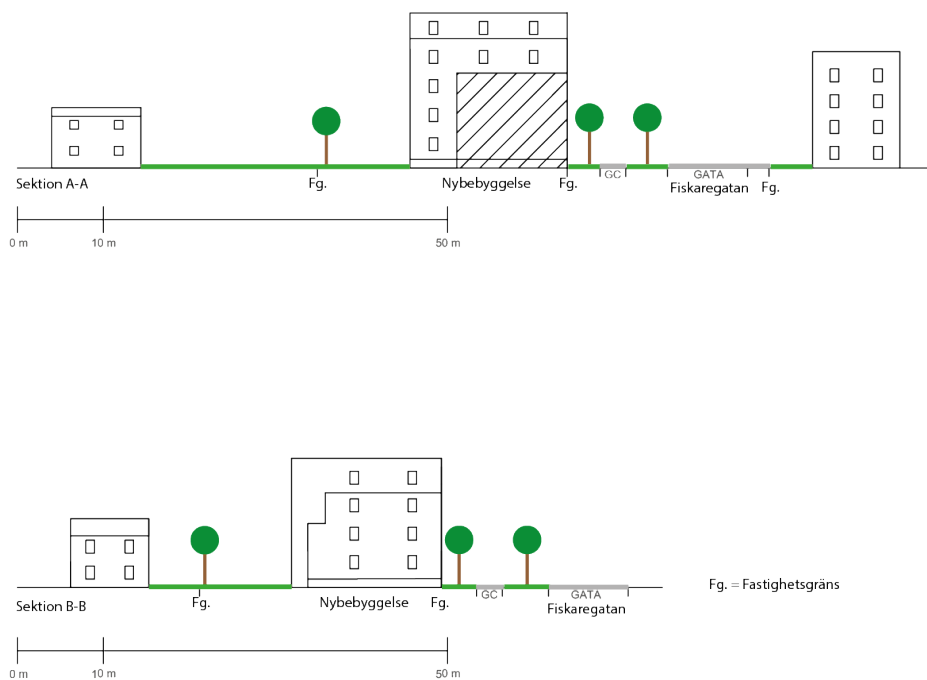 GC
GATA
Sektion A-A
Fg.
Nybebyggelse
Fg.
Fiskaregatan
Fg.
0 m
10 m
50 m
Fg. = Fastighetsgräns
GC
GATA
Sektion B-B
Fg.
Nybebyggelse
Fg.
Fiskaregatan
0 m
10 m
50 m